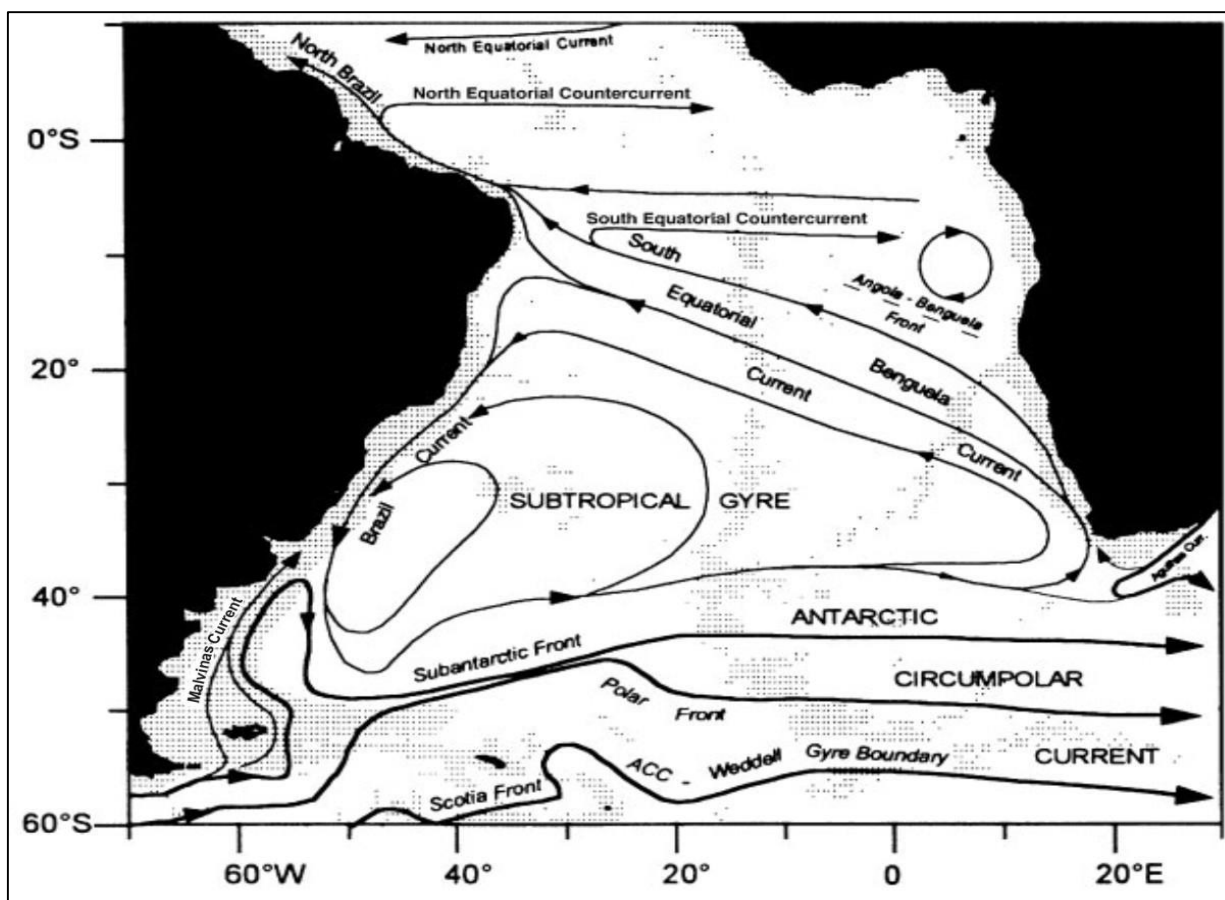 North Equatorial Current
North Brazil
North Equatorial Countercurrent
0°S
South Equatorial Countercurrent
South
Equatorial
Current
Angola - Benguela
Front
Benguela
Current
20°
Current
Brazil
SUBTROPICAL GYRE
Agulhas Curr.
40°
Malvinas Current
ANTARCTIC
Subantarctic Front
CIRCUMPOLAR
Polar
Front
CURRENT
ACC - Weddell Gyre Boundary
Scotia Front
60°S
60°W 40° 20° 0 20°E